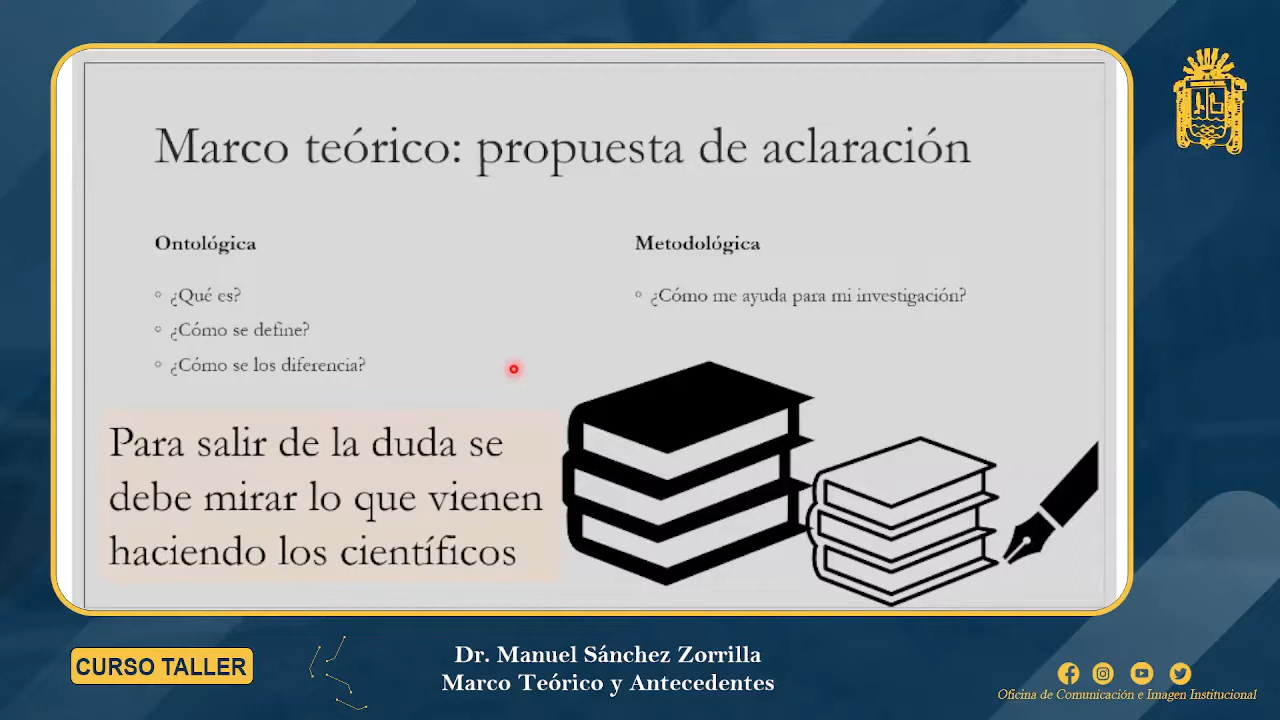 Marco teórico: propuesta de aclaración
Ontológica
¿Qué es?
¿Cómo se define?
¿Cómo se los diferencia?
Metodológica
¿Cómo me ayuda para mi investigación?
Para salir de la duda se
debe mirar lo que vienen
haciendo los científicos
CURSO TALLER
Dr. Manuel Sánchez Zorrilla
Marco Teórico y Antecedentes
Oficina de Comunicación e Imagen Institucional